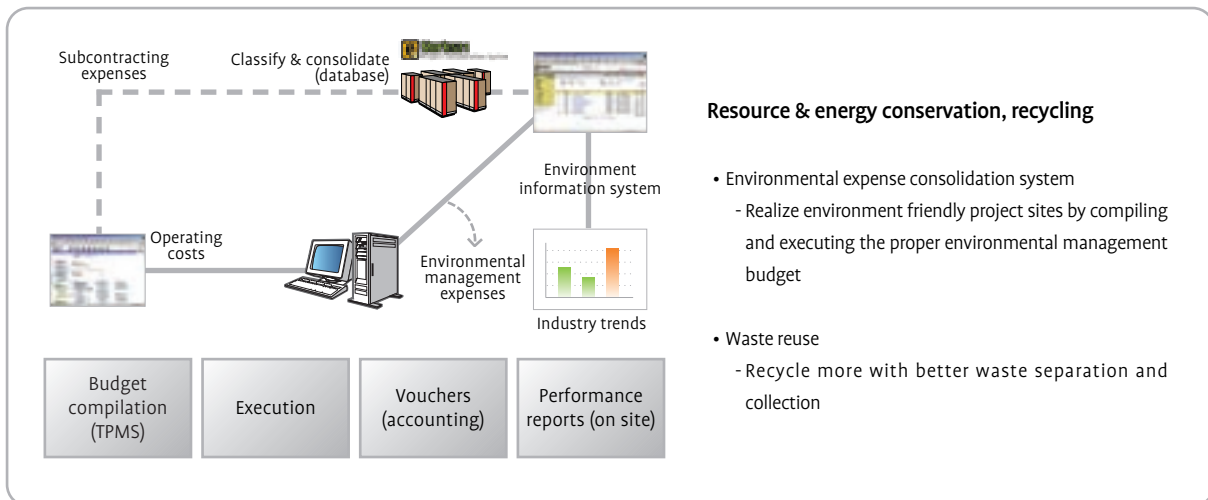 Subcontracting
expenses
Classify & consolidate
(database)
Environment
information system
Operating
costs
Environmental
management
expenses
Industry trends
Budget
compilation
(TPMS)
Execution
Vouchers
(accounting)
Performance
reports (on site)
Resource & energy conservation, recycling
• Environmental expense consolidation system
- Realize environment friendly project sites by compiling
and executing the proper environmental management
budget
• Waste reuse
- Recycle more with better waste separation and
collection